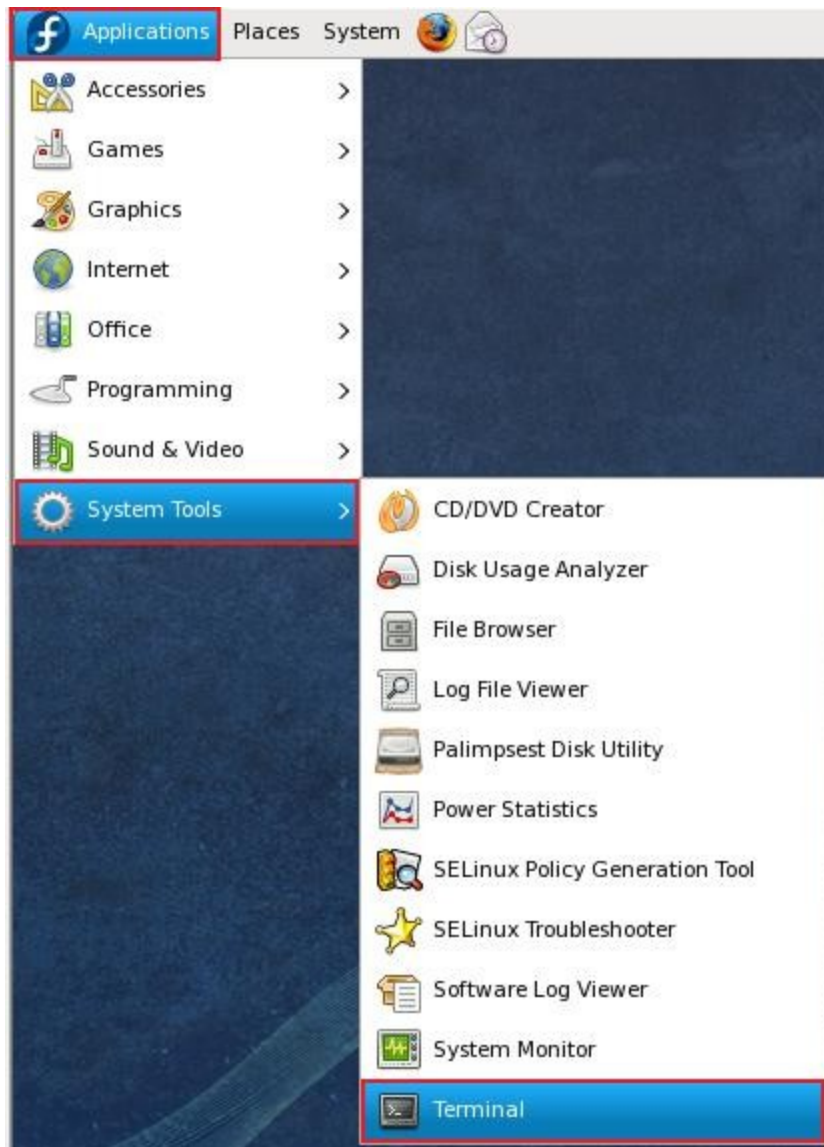 Applications Places System
Accessories
Games
Graphics
Internet
Office
Programming
Sound & Video
System Tools
CD/DVD Creator
Disk Usage Analyzer
File Browser
Log File Viewer
Palimpsest Disk Utility
Power Statistics
SELinux Policy Generation Tool
SELinux Troubleshooter
Software Log Viewer
System Monitor
Terminal